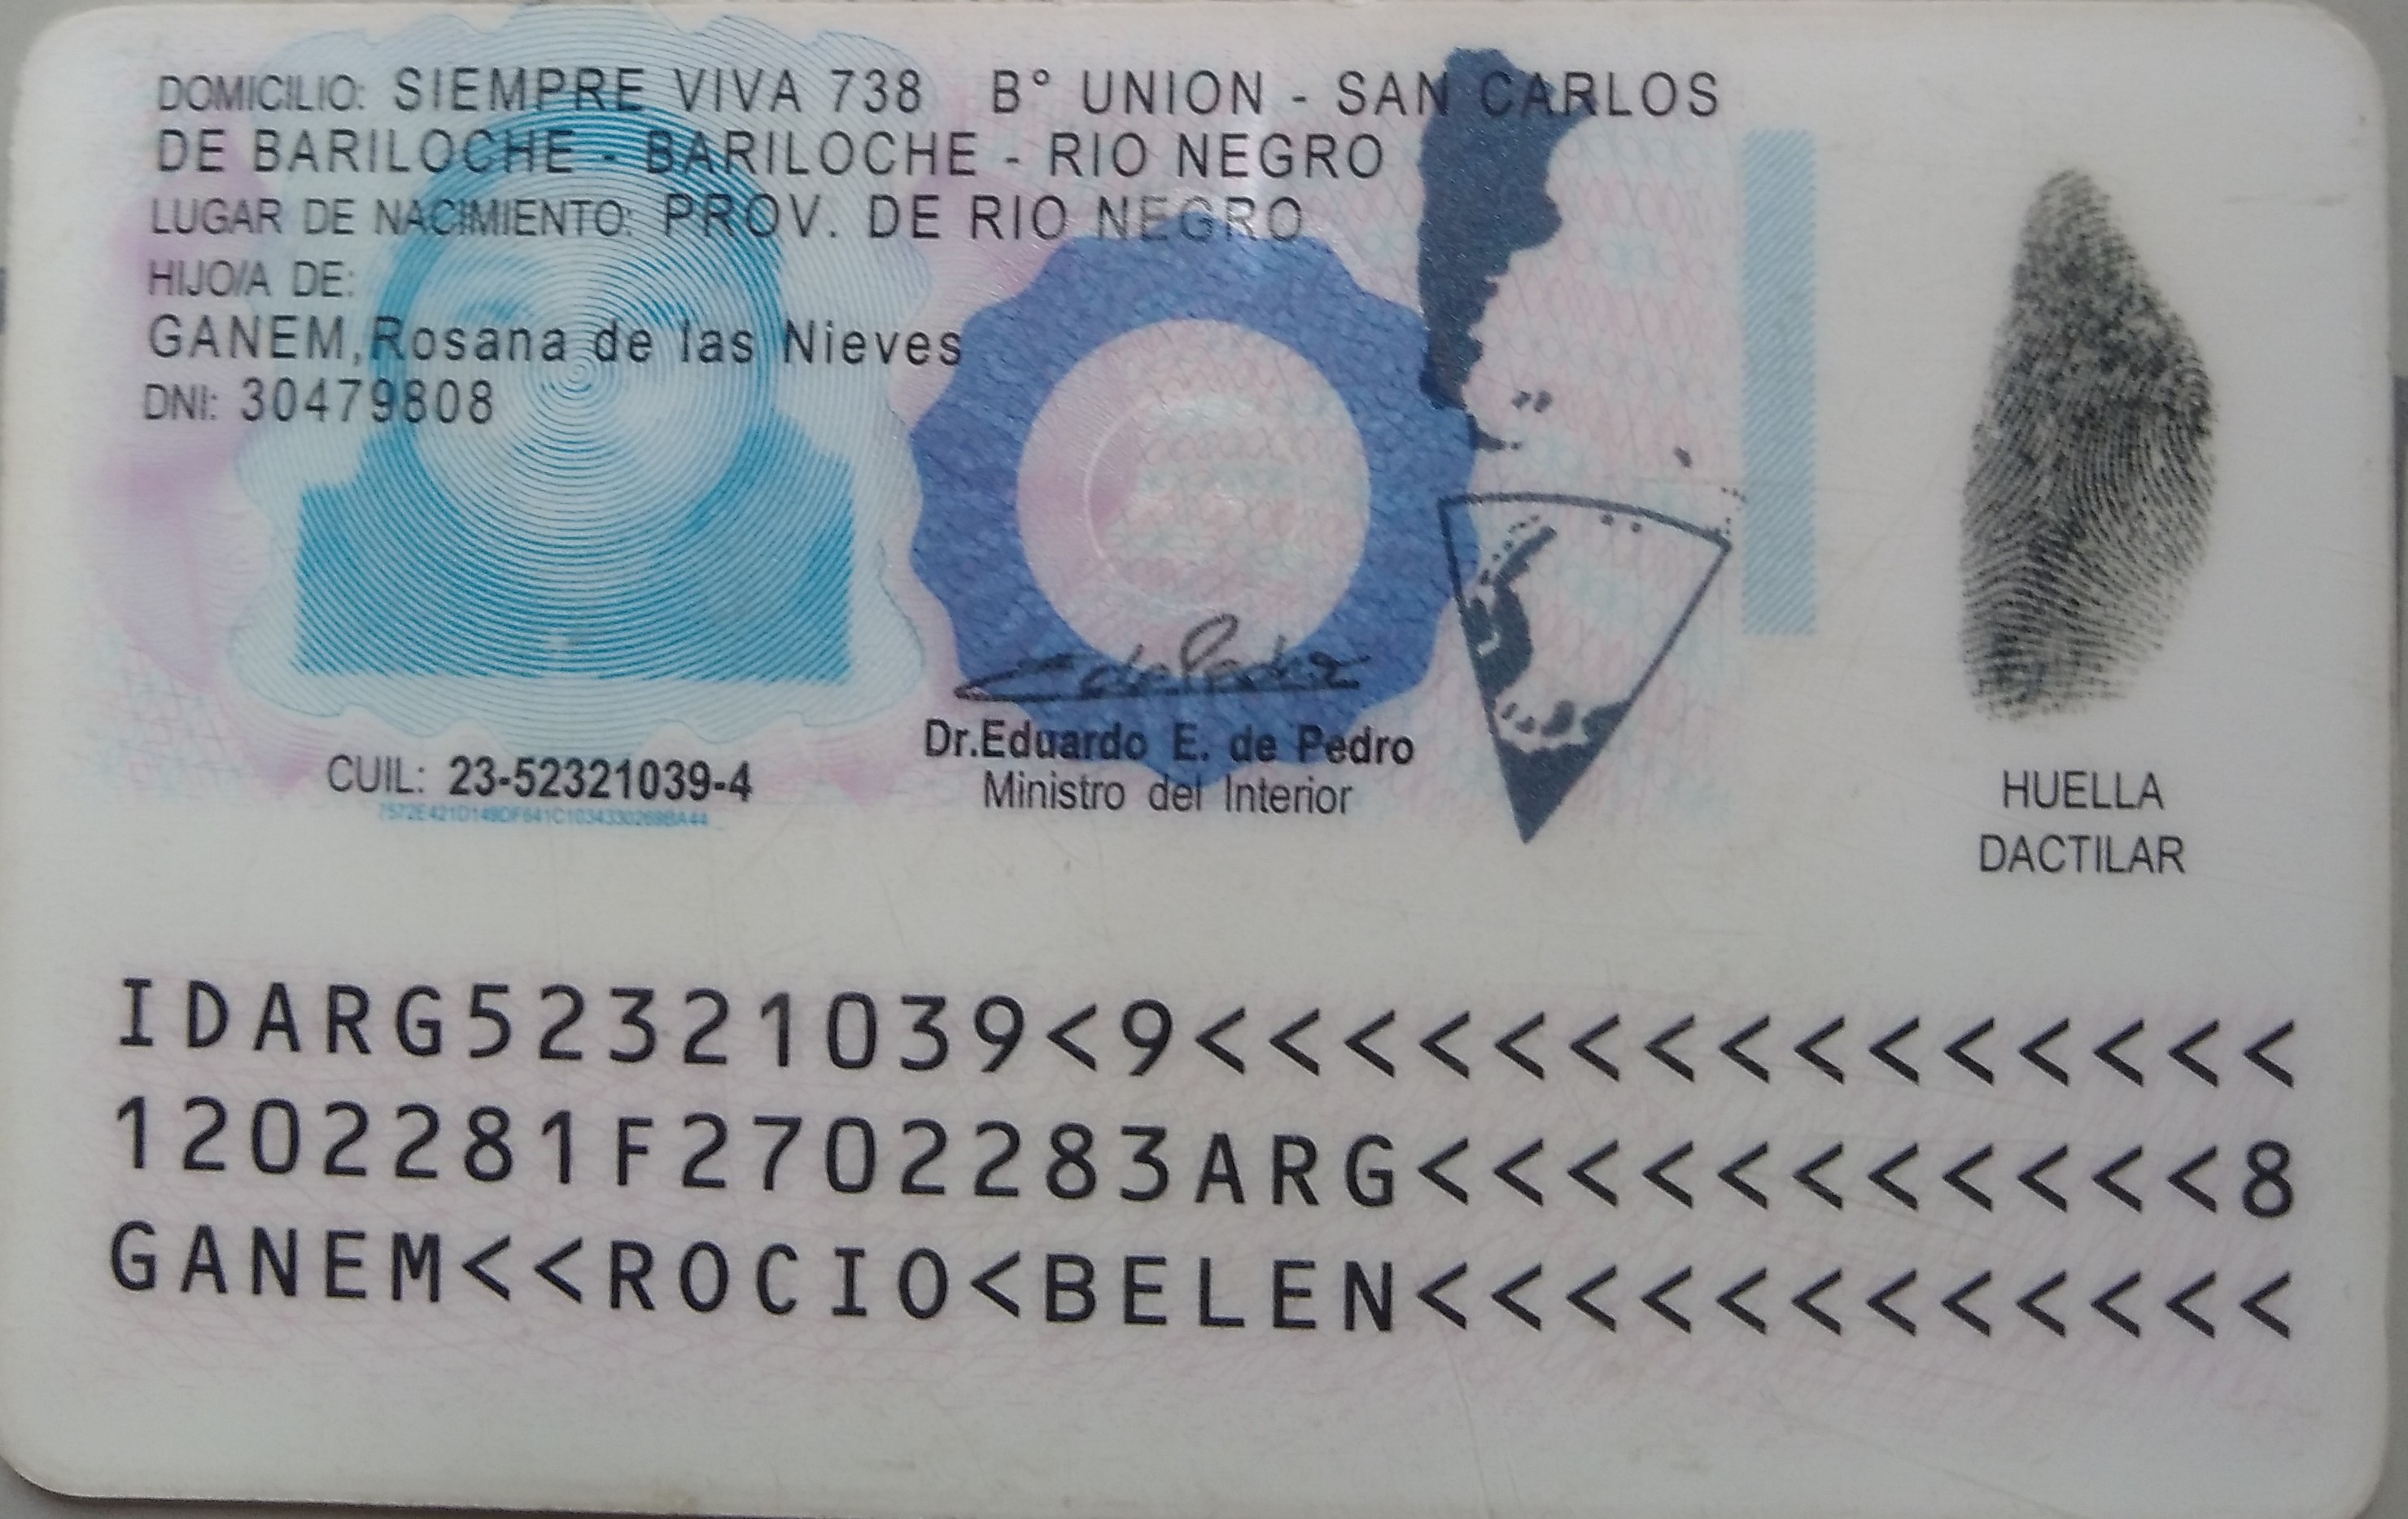 DOMICILIO: SIEMPRE VIVA 738 B° UNION - SAN CARLOS
DE BARILOCHE - BARILOCHE - RIO NEGRO
LUGAR DE NACIMIENTO: PROV. DE RIO NEGRO
HIJO/A DE:
GANEM,Rosana de las Nieves
DNI: 30479808
CUIL: 23-52321039-4
Dr.Eduardo E. de Pedro
Ministro del Interior
HUELLA
DACTILAR
IDARG52321039<9<<<<<<<<<<<<<<<
1202281F2702283ARG<<<<<<<<<<<8
GANEM<<ROCIO<BELEN<<<<<<<<<<<<